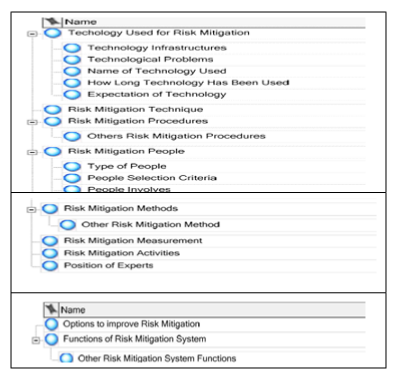 Name
Techology Used for Risk Mitigation
Technology Infrastructures
Technological Problems
Name of Technology Used
How Long Technology Has Been Used
Expectation of Technology
Risk Mitigation Technique
Risk Mitigation Procedures
Others Risk Mitigation Procedures
Risk Mitigation People
Type of People
People Selection Criteria
People Involves
Risk Mitigation Methods
Other Risk Mitigation Method
Risk Mitigation Measurement
Risk Mitigation Activities
Position of Experts
Name
Options to improve Risk Mitigation
Functions of Risk Mitigation System
Other Risk Mitigation System Functions